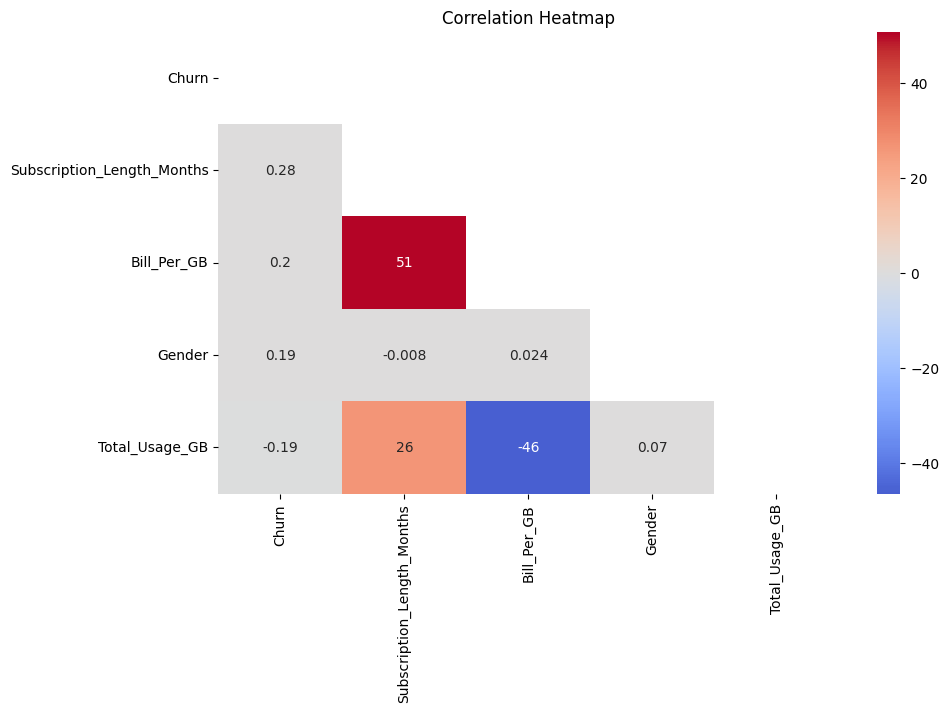 Correlation Heatmap
Churn
Subscription_Length_Months
0.28
Bill_Per_GB
0.2
51
Gender
0.19
-0.008
0.024
Total_Usage_GB
-0.19
26
-46
0.07
Churn
Subscription_Length_Months
Bill_Per_GB
Gender
Total_Usage_GB
40
20
0
−20
−40